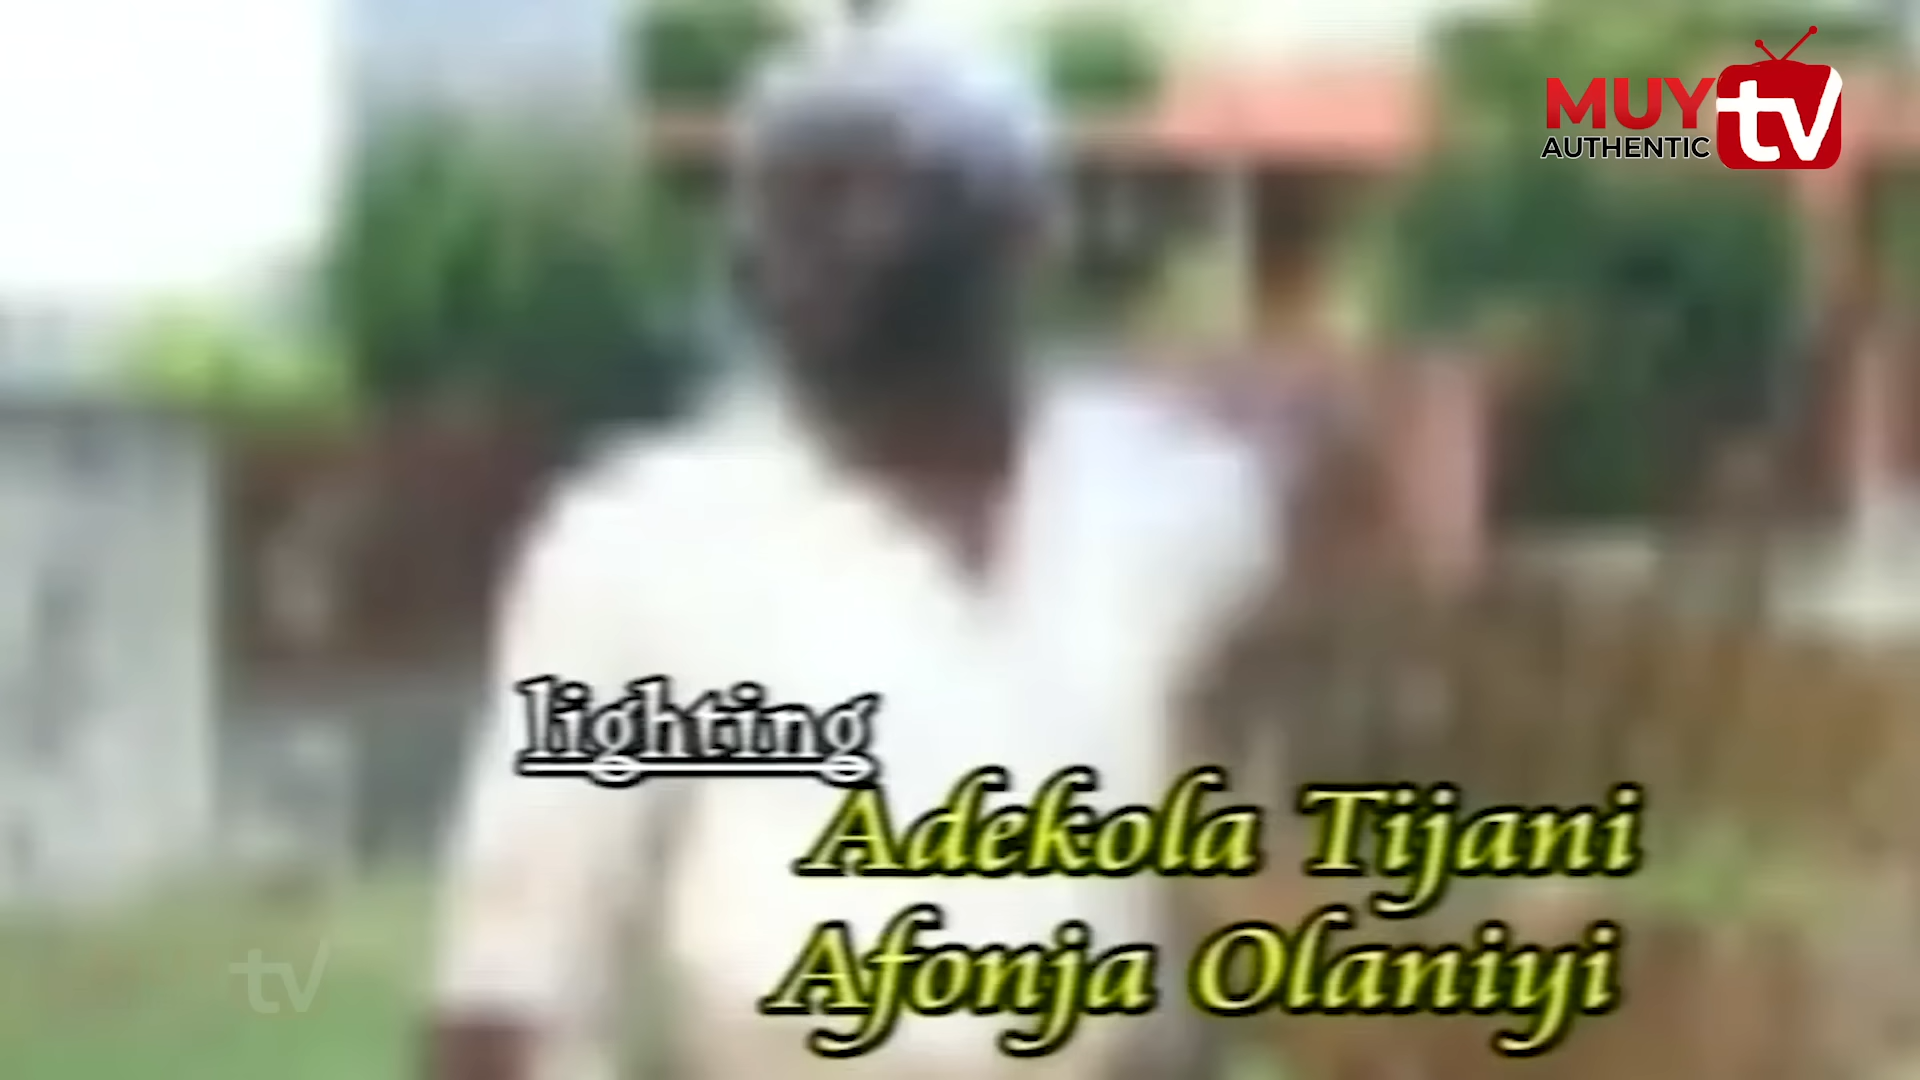 MUY tv
AUTHENTIC
lighting
Adekola Tijani
Afonja Olaniyi
tv